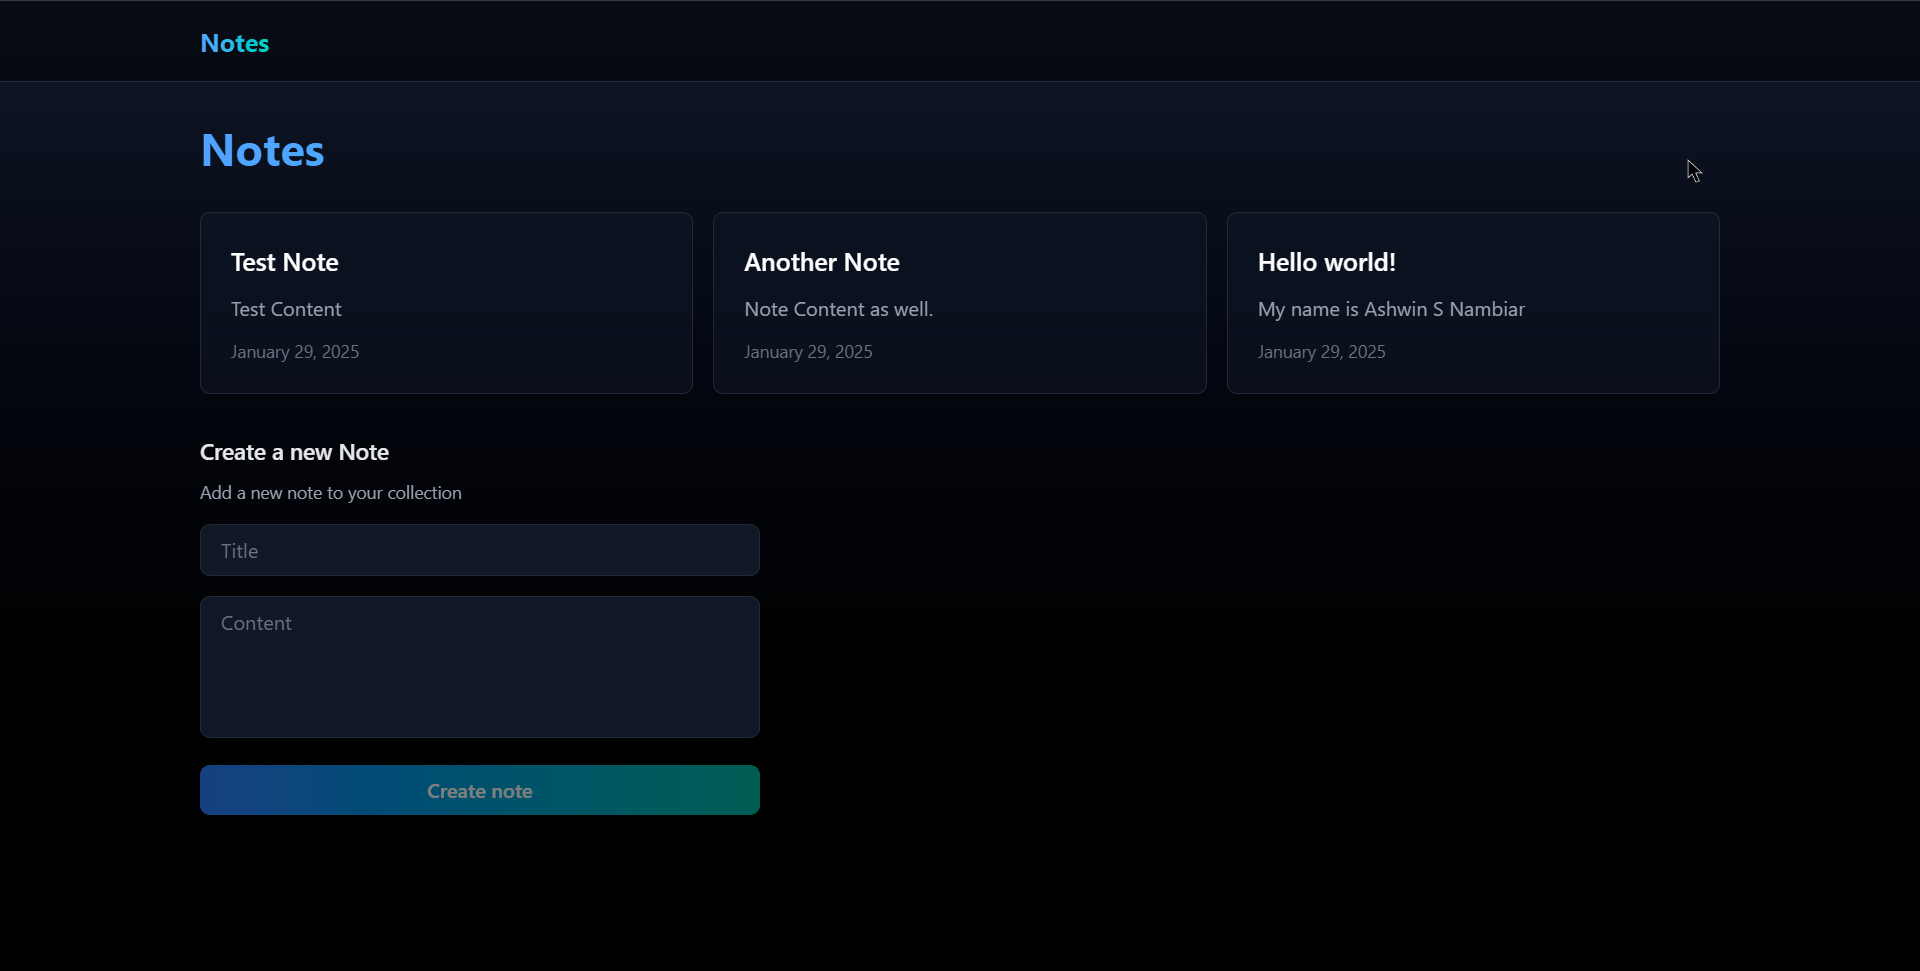 Notes
Notes
Test Note
Test Content
January 29, 2025
Another Note
Note Content as well.
January 29, 2025
Hello world!
My name is Ashwin S Nambiar
January 29, 2025
Create a new Note
Add a new note to your collection
Title
Content
Create note